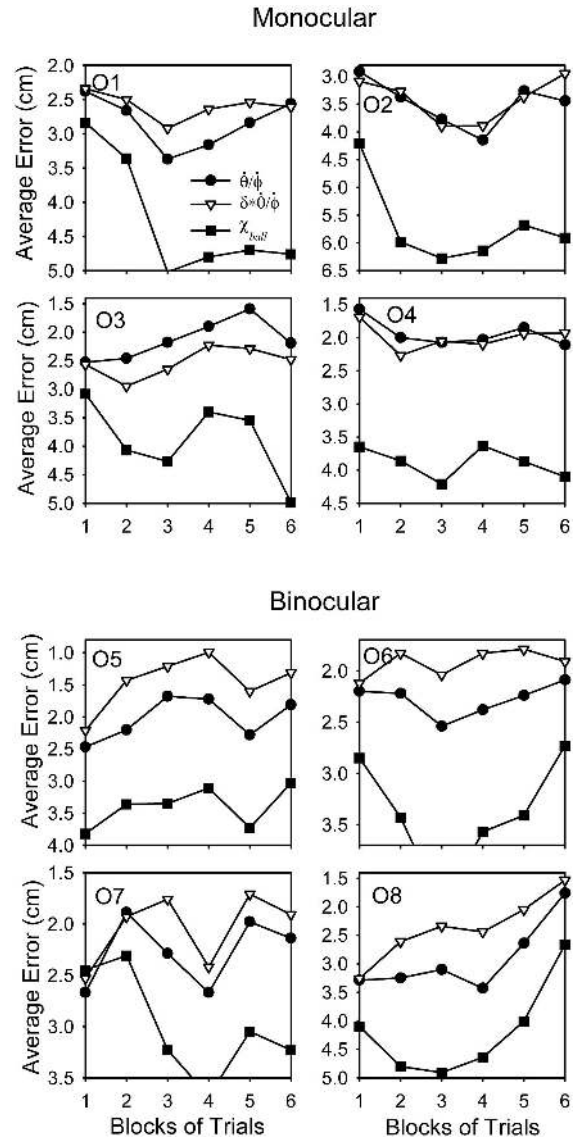 Monocular
Average Error (cm)
2.0
2.5
3.0
3.5
4.0
4.5
5.0
O1
θ̇/ϕ̇
δ*θ̇/ϕ̇
χball
3.0
3.5
4.0
4.5
5.0
5.5
6.0
6.5
O2
Average Error (cm)
1.5
2.0
2.5
3.0
3.5
4.0
4.5
5.0
O3
1 2 3 4 5 6
1.5
2.0
2.5
3.0
3.5
4.0
4.5
O4
1 2 3 4 5 6
Binocular
Average Error (cm)
1.0
1.5
2.0
2.5
3.0
3.5
4.0
O5
2.0
2.5
3.0
3.5
O6
Average Error (cm)
1.5
2.0
2.5
3.0
3.5
O7
1 2 3 4 5 6
Blocks of Trials
1.5
2.0
2.5
3.0
3.5
4.0
4.5
5.0
O8
1 2 3 4 5 6
Blocks of Trials